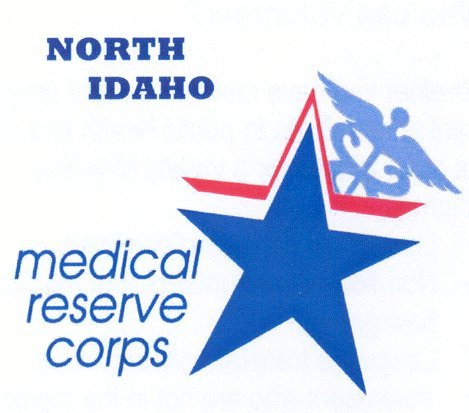 NORTH
IDAHO
medical
reserve
corps